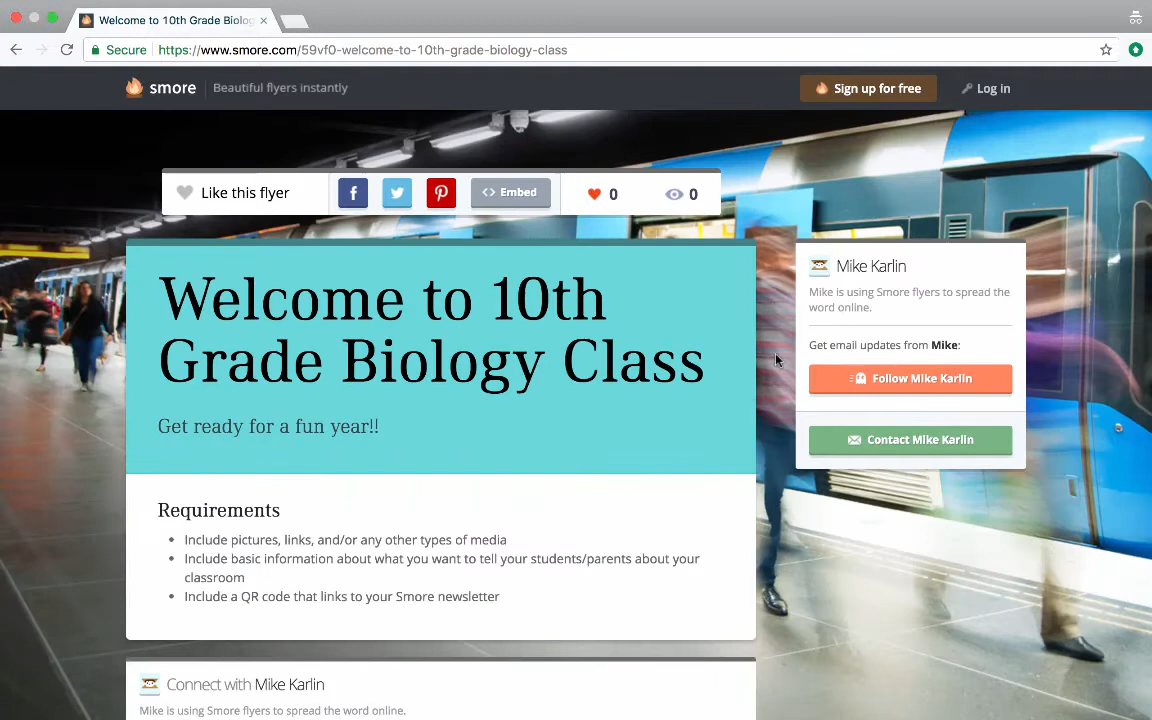 Welcome to 10th Grade Biolog
Secure https://www.smore.com/59vf0-welcome-to-10th-grade-biology-class
smore Beautiful flyers instantly Sign up for free Log in
Like this flyer f <> Embed 0 0
Welcome to 10th
Grade Biology Class
Get ready for a fun year!!
Requirements
• Include pictures, links, and/or any other types of media
• Include basic information about what you want to tell your students/parents about your
classroom
• Include a QR code that links to your Smore newsletter
Connect with Mike Karlin
Mike is using Smore flyers to spread the word online.
Mike Karlin
Mike is using Smore flyers to spread the
word online.
Get email updates from Mike:
Follow Mike Karlin
Contact Mike Karlin